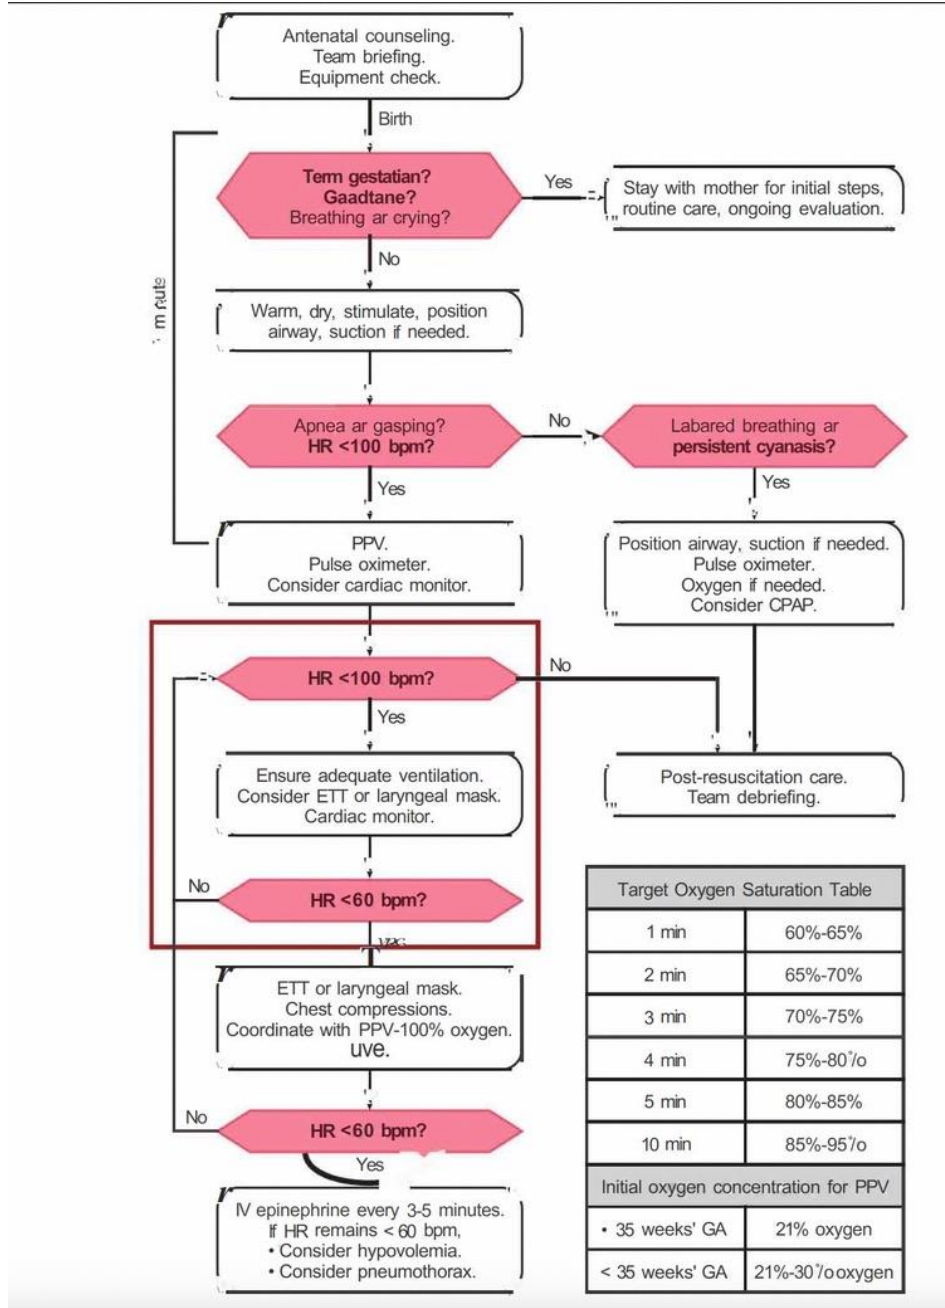 Antenatal counseling.
Team briefing.
Equipment check.
Birth
Term gestatian?
Gaadtane?
Breathing ar crying?
Yes
Stay with mother for initial steps,
routine care, ongoing evaluation.
No
Warm, dry, stimulate, position
airway, suction if needed.
Apnea ar gasping?
HR <100 bpm?
No
Labared breathing ar
persistent cyanasis?
Yes
Yes
PPV.
Pulse oximeter.
Consider cardiac monitor.
Position airway, suction if needed.
Pulse oximeter.
Oxygen if needed.
Consider CPAP.
HR <100 bpm?
No
Yes
Ensure adequate ventilation.
Consider ETT or laryngeal mask.
Cardiac monitor.
Post-resuscitation care.
Team debriefing.
HR <60 bpm?
No
ETT or laryngeal mask.
Chest compressions.
Coordinate with PPV-100% oxygen.
uve.
HR <60 bpm?
No
Yes
IV epinephrine every 3-5 minutes.
If HR remains < 60 bpm,
• Consider hypovolemia.
• Consider pneumothorax.
Target Oxygen Saturation Table
1 min 60%-65%
2 min 65%-70%
3 min 70%-75%
4 min 75%-80°/o
5 min 80%-85%
10 min 85%-95°/o
Initial oxygen concentration for PPV
• 35 weeks' GA 21% oxygen
< 35 weeks' GA 21%-30°/o oxygen